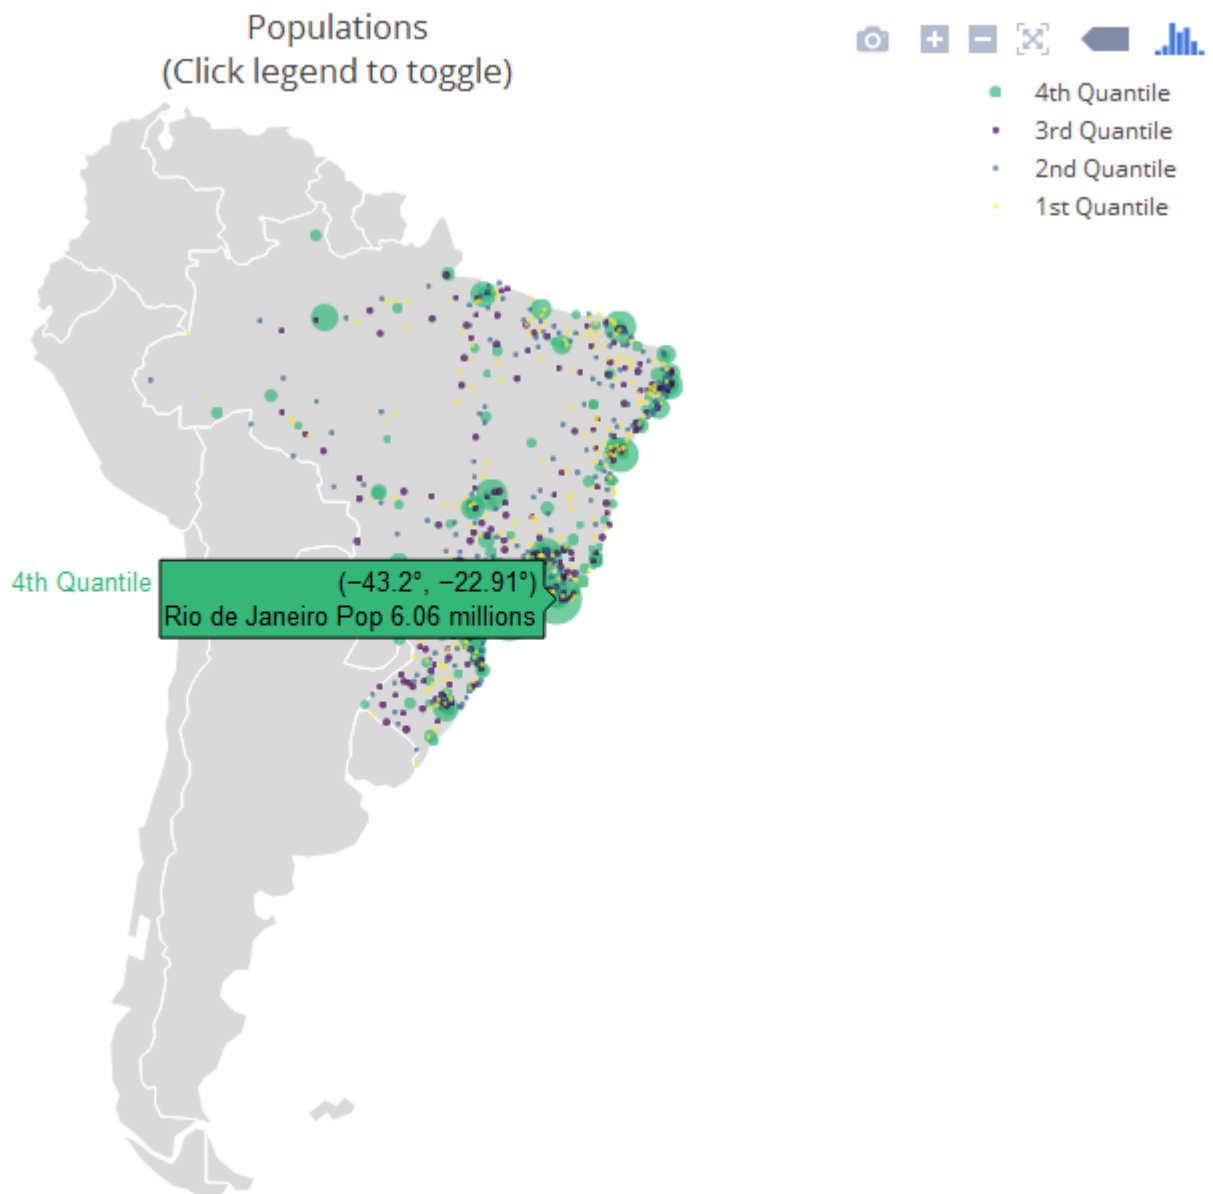 Populations
(Click legend to toggle)
4th Quantile
3rd Quantile
2nd Quantile
1st Quantile
4th Quantile
(−43.2°, −22.91°)
Rio de Janeiro Pop 6.06 millions